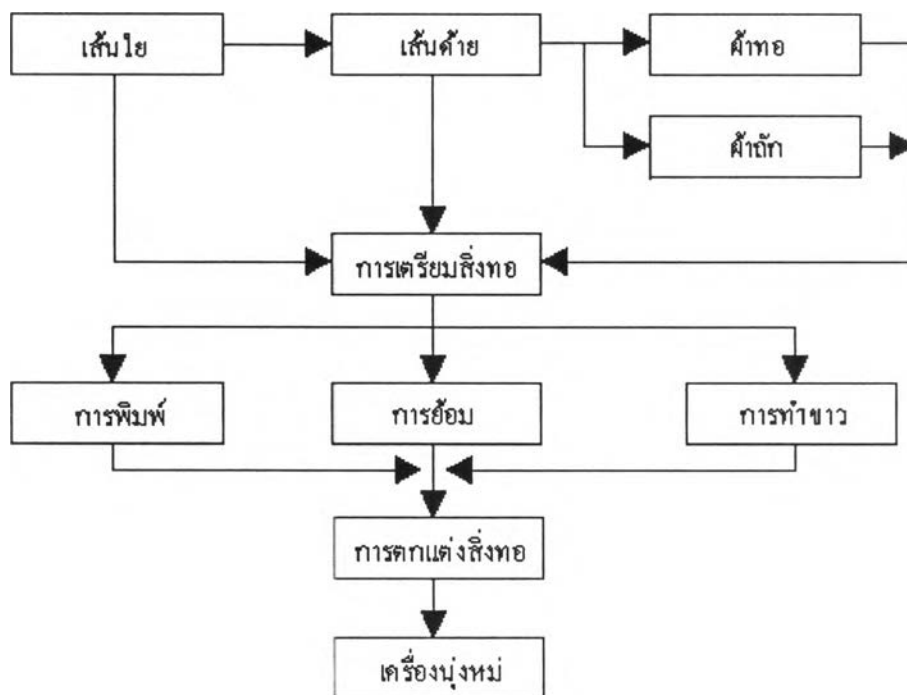 เส้นใย
เส้นด้าย
ผ้าทอ
ผ้าถัก
การเตรียมสิ่งทอ
การพิมพ์
การย้อม
การทำขาว
การตกแต่งสิ่งทอ
เครื่องนุ่งหม่